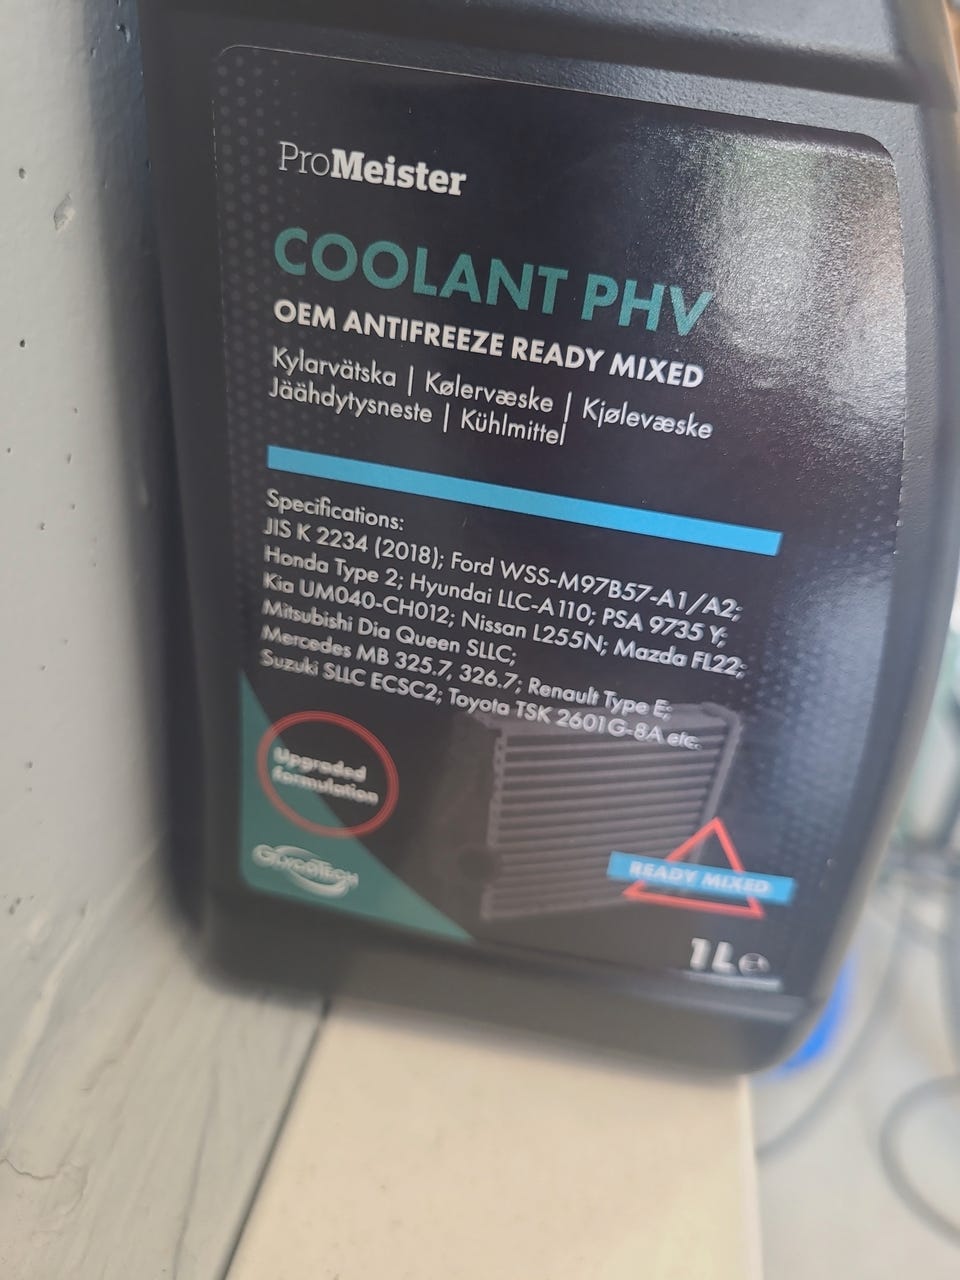 ProMeister
COOLANT PHV
OEM ANTIFREEZE READY MIXED
Kylarvätska | Kølervæske | Kjølevæske
Jäähdytysneste | Kühlmittel
Specifications:
JIS K 2234 (2018); Ford WSS-M97B57-A1/A2;
Honda Type 2; Hyundai LLC-A110; PSA 9735 Y;
Kia UM040-CH012; Nissan L255N; Mazda FL22;
Mitsubishi Dia Queen SLLC;
Mercedes MB 325.7, 326.7; Renault Type E;
Suzuki SLLC ECSC2; Toyota TSK 2601G-8A etc.
Upgraded
formulation
GLYCOTECH
READY MIXED
1L e